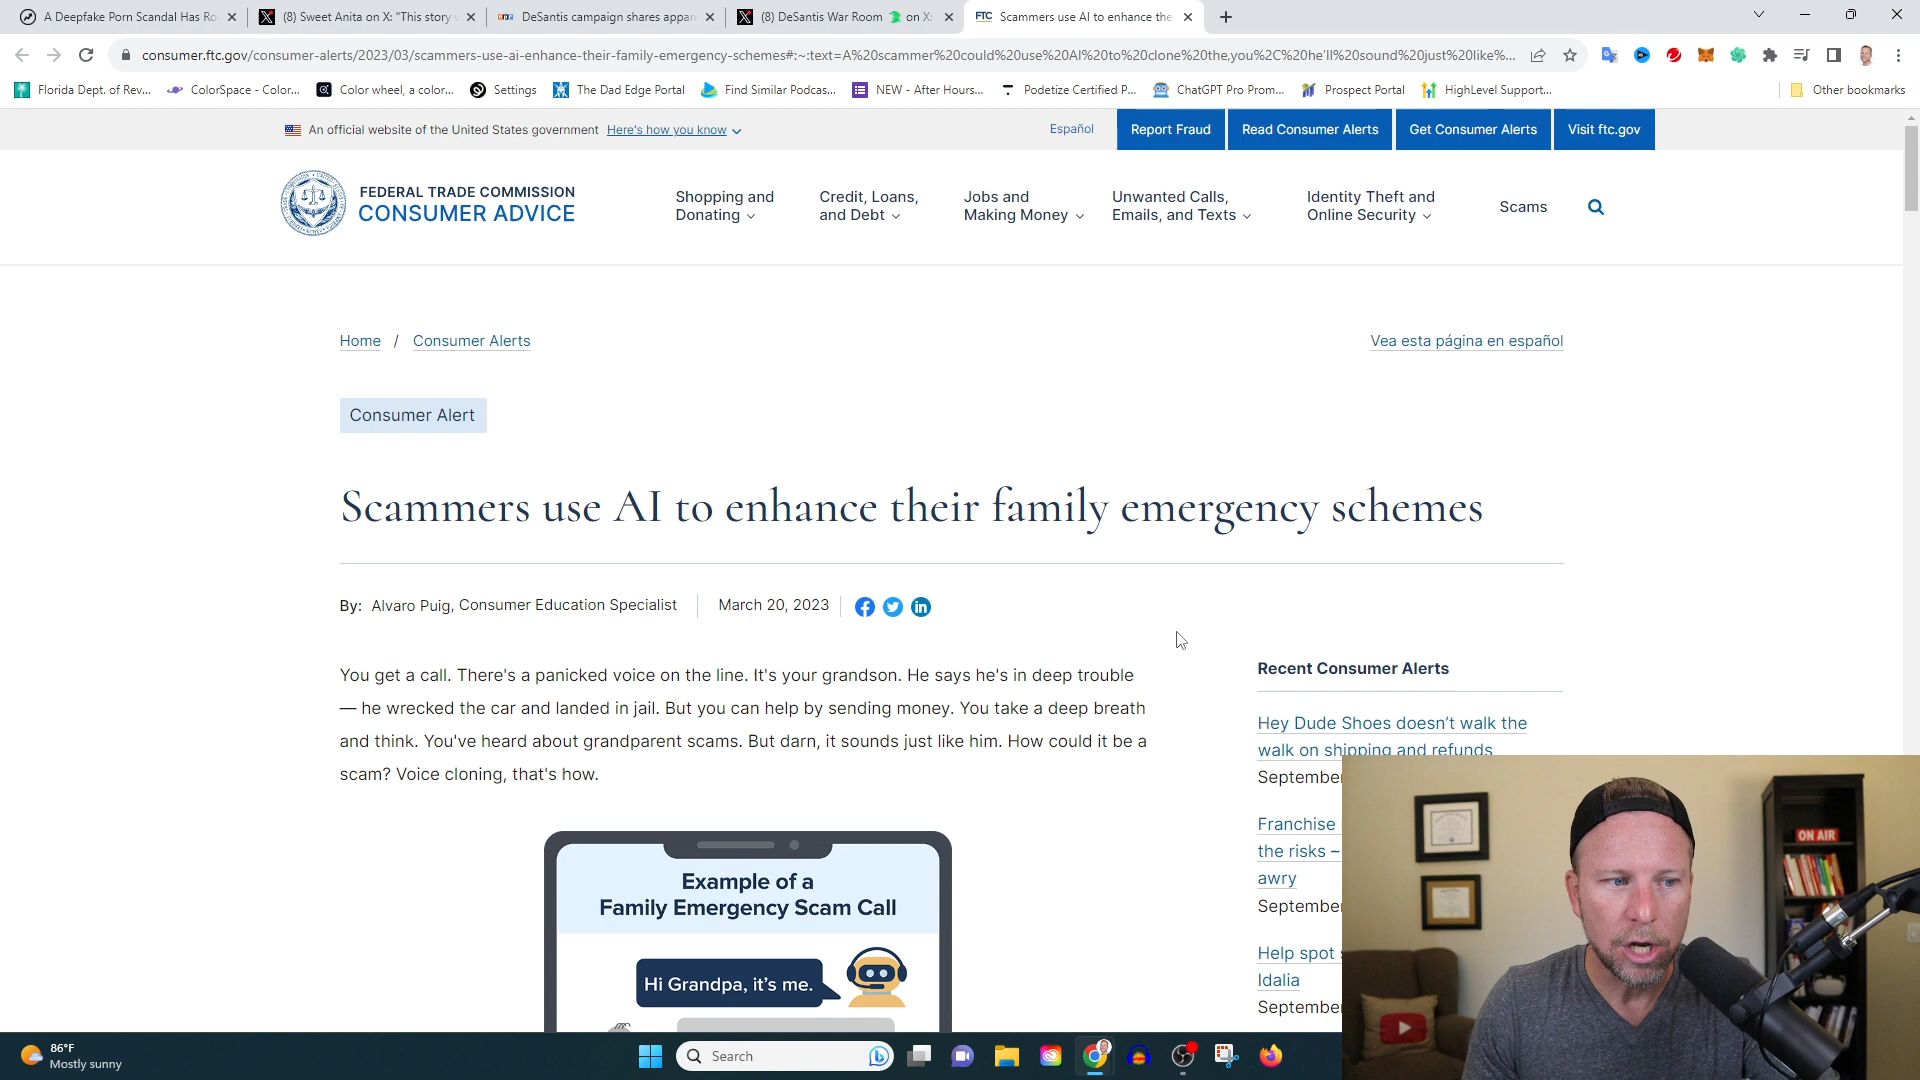 A Deepfake Porn Scandal Has Ro
(8) Sweet Anita on X: "This story
DeSantis campaign shares appar
(8) DeSantis War Room on X:
FTC Scammers use AI to enhance the
consumer.ftc.gov/consumer-alerts/2023/03/scammers-use-ai-enhance-their-family-emergency-schemes#:~:text=A%20scammer%20could%20use%20AI%20to%20clone%20the,you%2C%20he'll%20sound%20just%20like%...
Florida Dept. of Rev...
ColorSpace - Color...
Color wheel, a color...
Settings
The Dad Edge Portal
Find Similar Podcas...
NEW - After Hours...
Podetize Certified P...
ChatGPT Pro Prom...
Prospect Portal
HighLevel Support...
Other bookmarks
An official website of the United States government Here's how you know
Español
Report Fraud
Read Consumer Alerts
Get Consumer Alerts
Visit ftc.gov
FEDERAL TRADE COMMISSION
CONSUMER ADVICE
Shopping and
Donating
Credit, Loans,
and Debt
Jobs and
Making Money
Unwanted Calls,
Emails, and Texts
Identity Theft and
Online Security
Scams
Home / Consumer Alerts
Vea esta página en español
Consumer Alert
Scammers use AI to enhance their family emergency schemes
By: Alvaro Puig, Consumer Education Specialist
March 20, 2023
You get a call. There's a panicked voice on the line. It's your grandson. He says he's in deep trouble
— he wrecked the car and landed in jail. But you can help by sending money. You take a deep breath
and think. You've heard about grandparent scams. But darn, it sounds just like him. How could it be a
scam? Voice cloning, that's how.
Recent Consumer Alerts
Hey Dude Shoes doesn't walk the
walk on shipping and refunds
September
Franchise
the risks –
awry
September
Help spot
Idalia
September
Example of a
Family Emergency Scam Call
Hi Grandpa, it's me.
ON AIR
86°F
Mostly sunny
Search